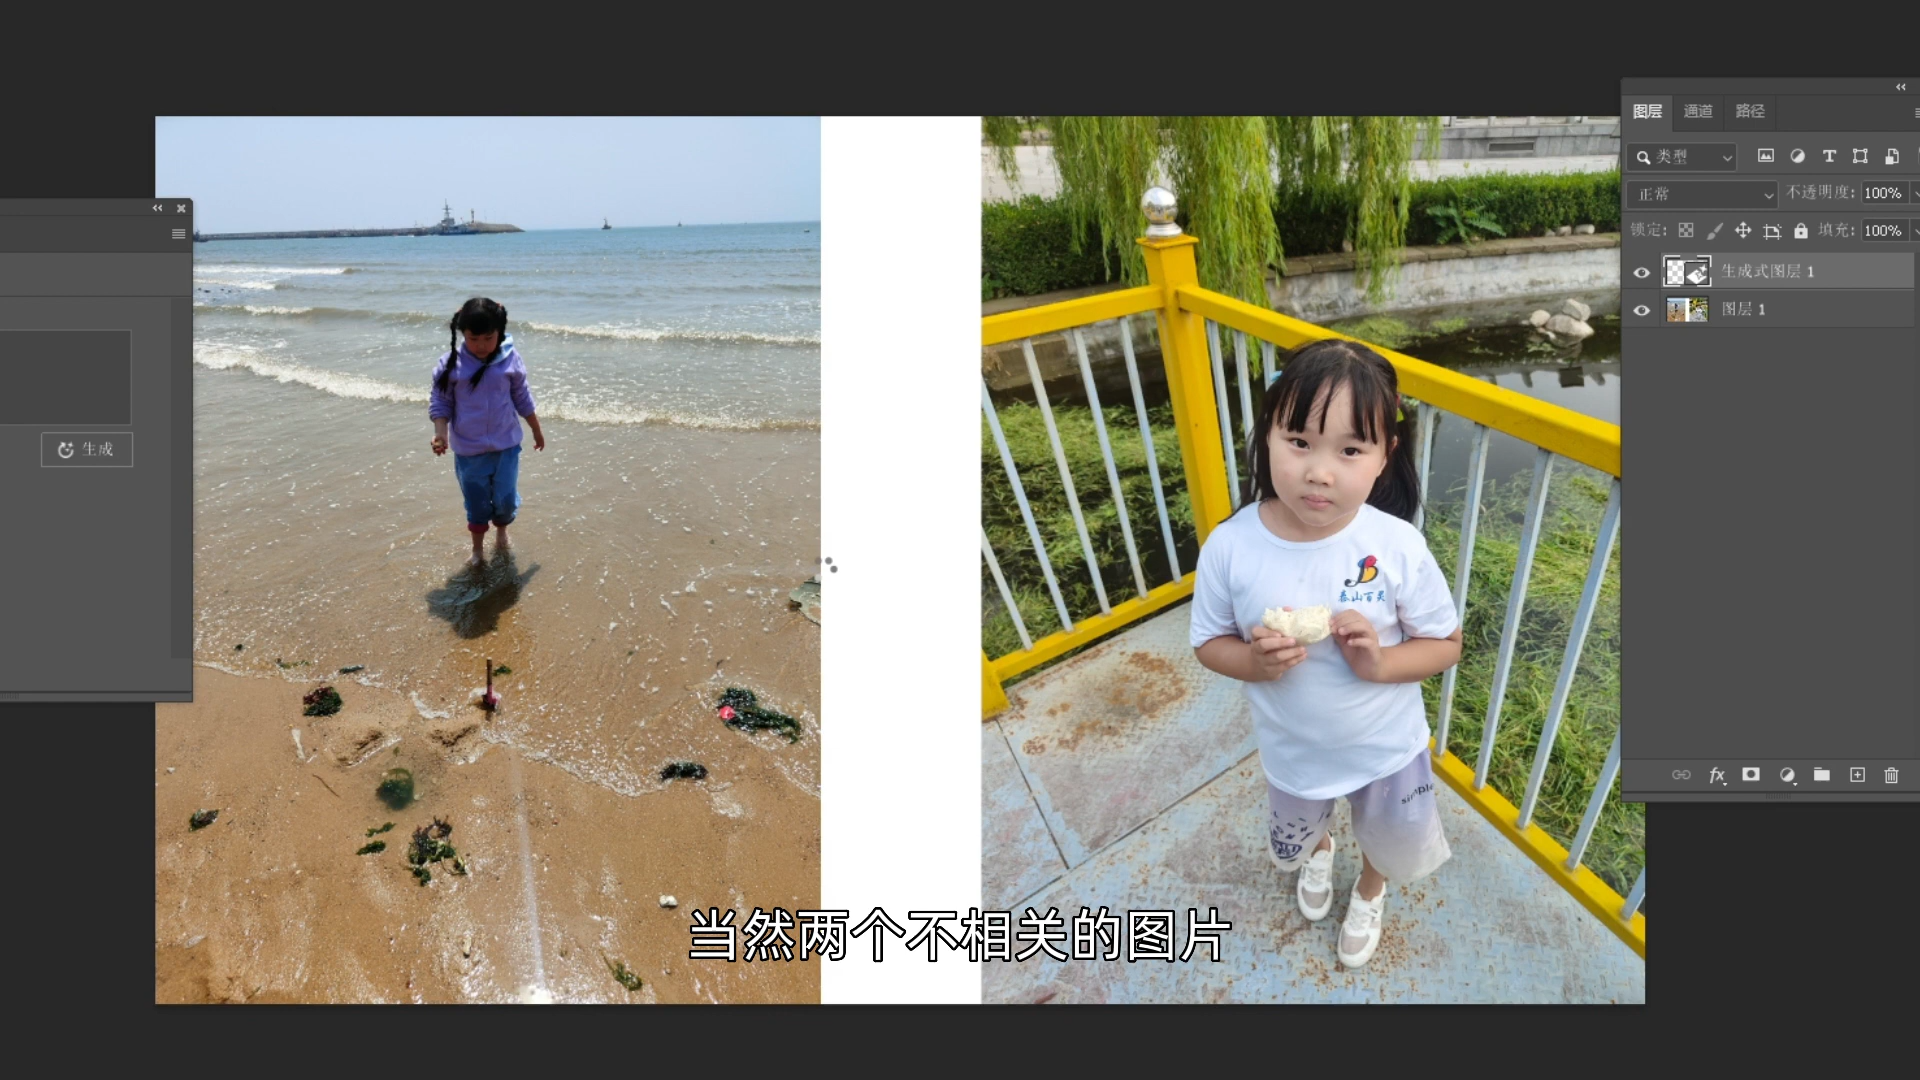 图层 通道 路径
类型
正常 不透明度: 100%
锁定: 填充: 100%
生成式图层 1
图层 1
生成
泰山百灵
simple
fx
当然两个不相关的图片